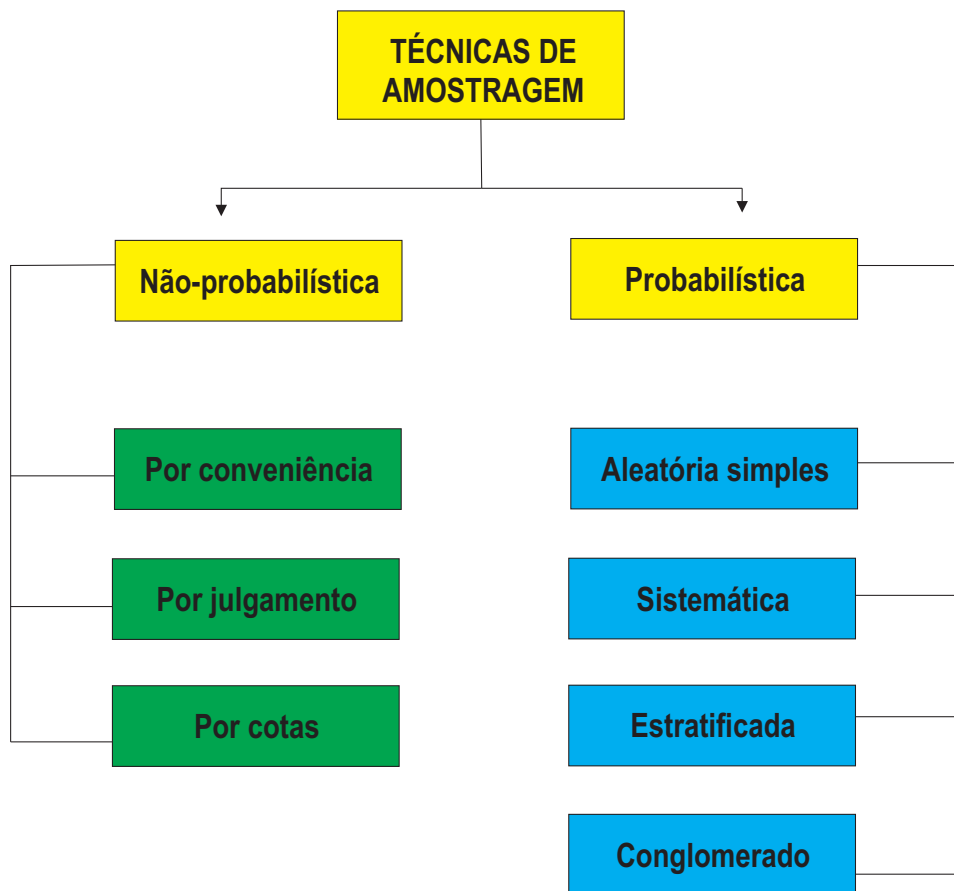 TÉCNICAS DE
AMOSTRAGEM
Não-probabilística
Probabilística
Por conveniência
Aleatória simples
Por julgamento
Sistemática
Por cotas
Estratificada
Conglomerado